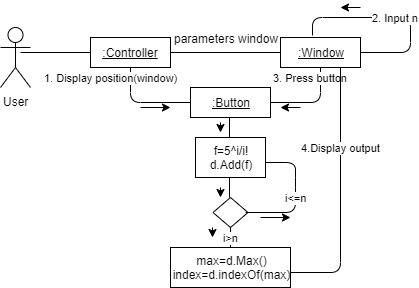 2. Input n
parameters window
:Controller
:Window
1. Display position(window)
3. Press button
User
:Button
f=5^i/i!
d.Add(f)
4.Display output
i<=n
i>n
max=d.Max()
index=d.indexOf(max)